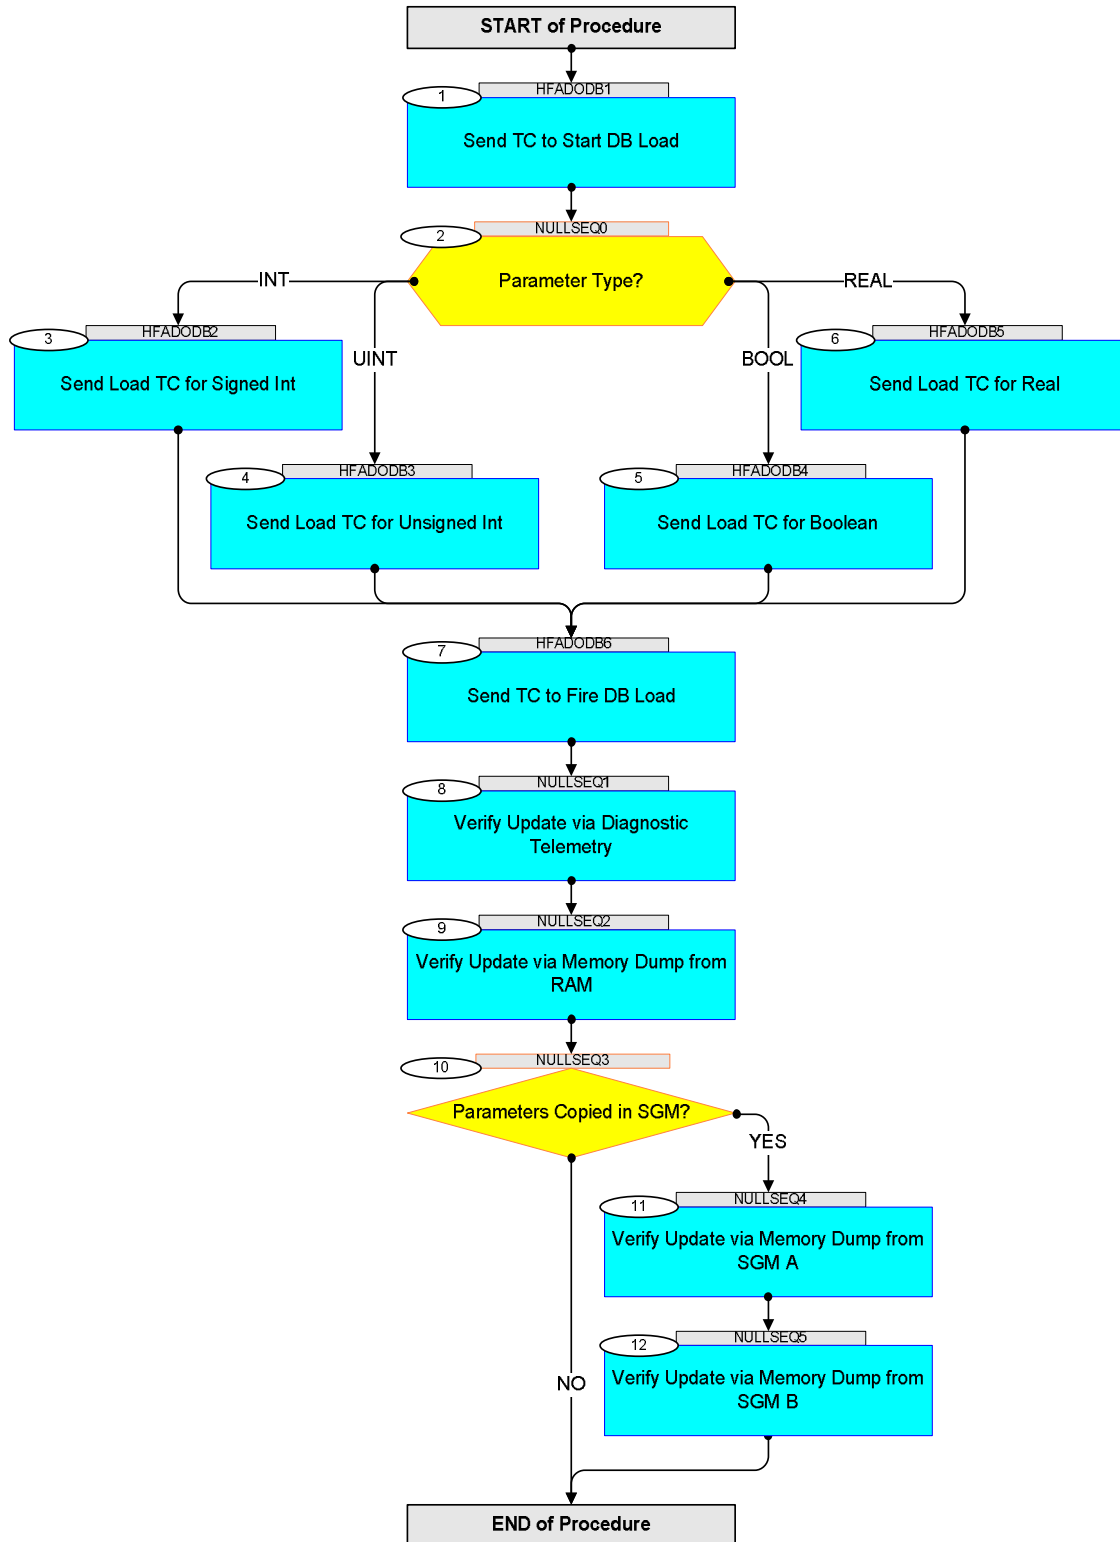 START of Procedure
HFADODB1
1
Send TC to Start DB Load
NULLSEQ0
2
Parameter Type?
INT
REAL
UINT
BOOL
HFADODB2
3
Send Load TC for Signed Int
HFADODB5
6
Send Load TC for Real
HFADODB3
4
Send Load TC for Unsigned Int
HFADODB4
5
Send Load TC for Boolean
HFADODB6
7
Send TC to Fire DB Load
NULLSEQ1
8
Verify Update via Diagnostic
Telemetry
NULLSEQ2
9
Verify Update via Memory Dump from
RAM
NULLSEQ3
10
Parameters Copied in SGM?
YES
NULLSEQ4
11
Verify Update via Memory Dump from
SGM A
NULLSEQ5
12
Verify Update via Memory Dump from
SGM B
NO
END of Procedure